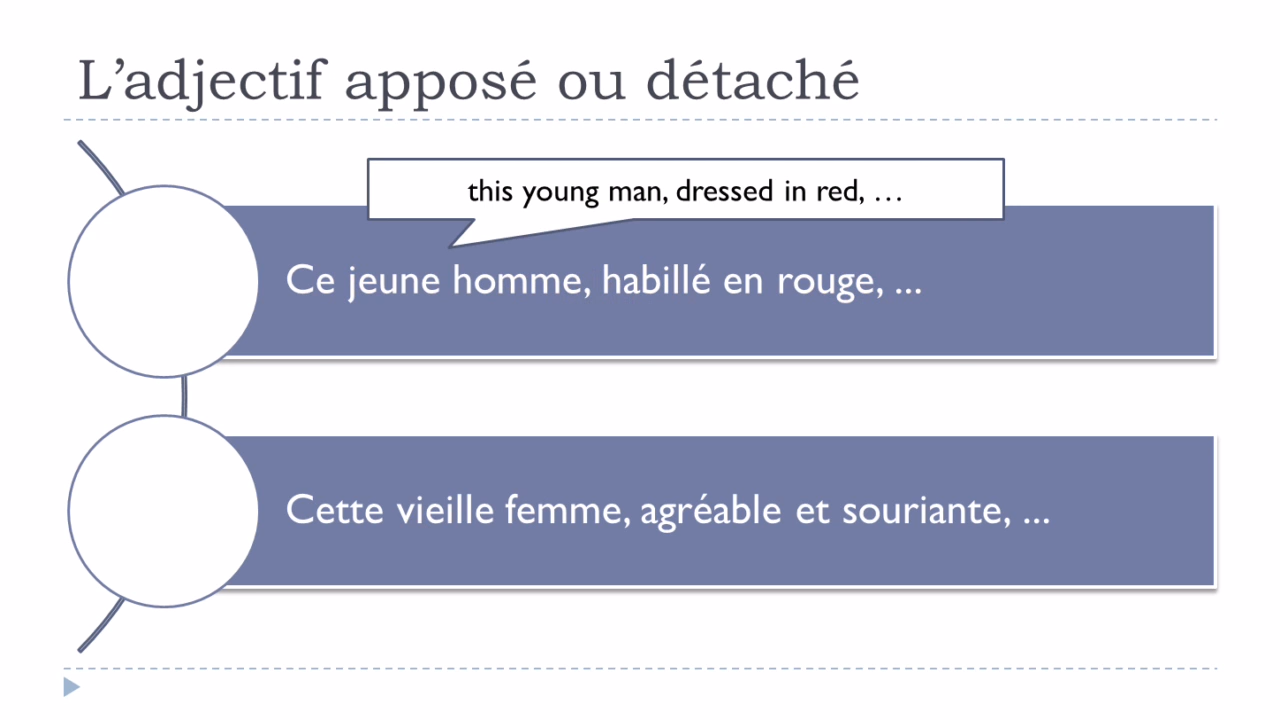 L’adjectif apposé ou détaché
this young man, dressed in red, …
Ce jeune homme, habillé en rouge, ...
Cette vieille femme, agréable et souriante, ...